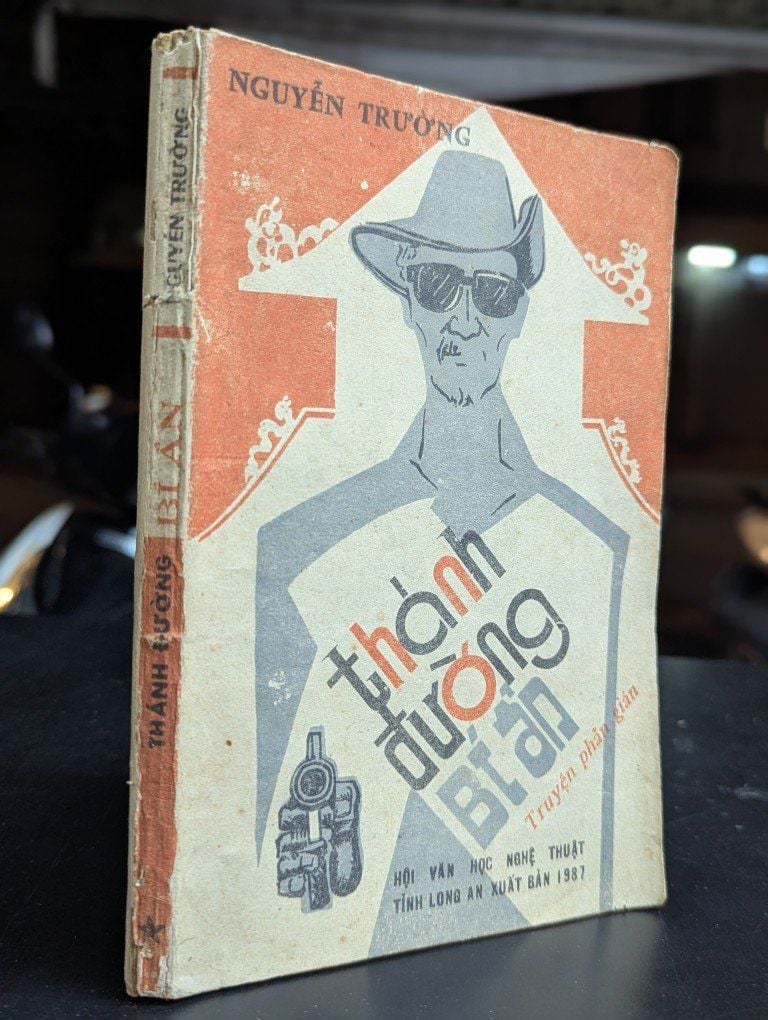 NGUYỄN TRƯỜNG
thánh
đường
Bí ẩn
Truyện phản gián
HỘI VĂN HỌC NGHỆ THUẬT
TỈNH LONG AN XUẤT BẢN 1987
THÁNH ĐƯỜNG BÍ ẨN NGUYỄN TRƯỜNG